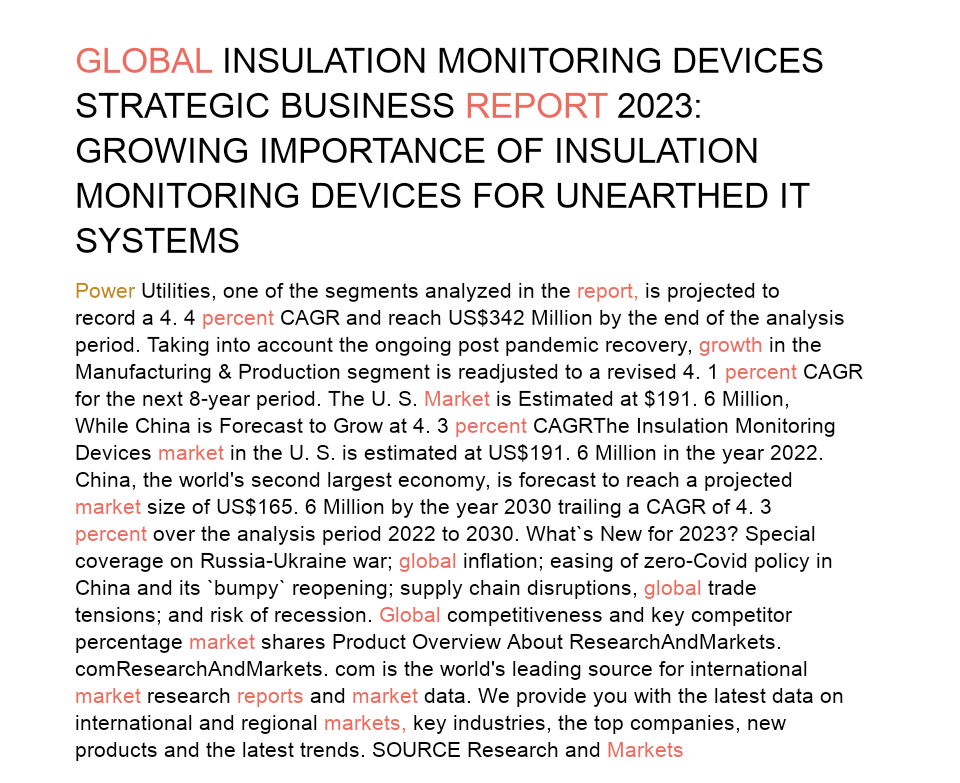 GLOBAL INSULATION MONITORING DEVICES
STRATEGIC BUSINESS REPORT 2023:
GROWING IMPORTANCE OF INSULATION
MONITORING DEVICES FOR UNEARTHED IT
SYSTEMS
Power Utilities, one of the segments analyzed in the report, is projected to
record a 4. 4 percent CAGR and reach US$342 Million by the end of the analysis
period. Taking into account the ongoing post pandemic recovery, growth in the
Manufacturing & Production segment is readjusted to a revised 4. 1 percent CAGR
for the next 8-year period. The U. S. Market is Estimated at $191. 6 Million,
While China is Forecast to Grow at 4. 3 percent CAGRThe Insulation Monitoring
Devices market in the U. S. is estimated at US$191. 6 Million in the year 2022.
China, the world's second largest economy, is forecast to reach a projected
market size of US$165. 6 Million by the year 2030 trailing a CAGR of 4. 3
percent over the analysis period 2022 to 2030. What`s New for 2023? Special
coverage on Russia-Ukraine war; global inflation; easing of zero-Covid policy in
China and its `bumpy` reopening; supply chain disruptions, global trade
tensions; and risk of recession. Global competitiveness and key competitor
percentage market shares Product Overview About ResearchAndMarkets.
comResearchAndMarkets. com is the world's leading source for international
market research reports and market data. We provide you with the latest data on
international and regional markets, key industries, the top companies, new
products and the latest trends. SOURCE Research and Markets